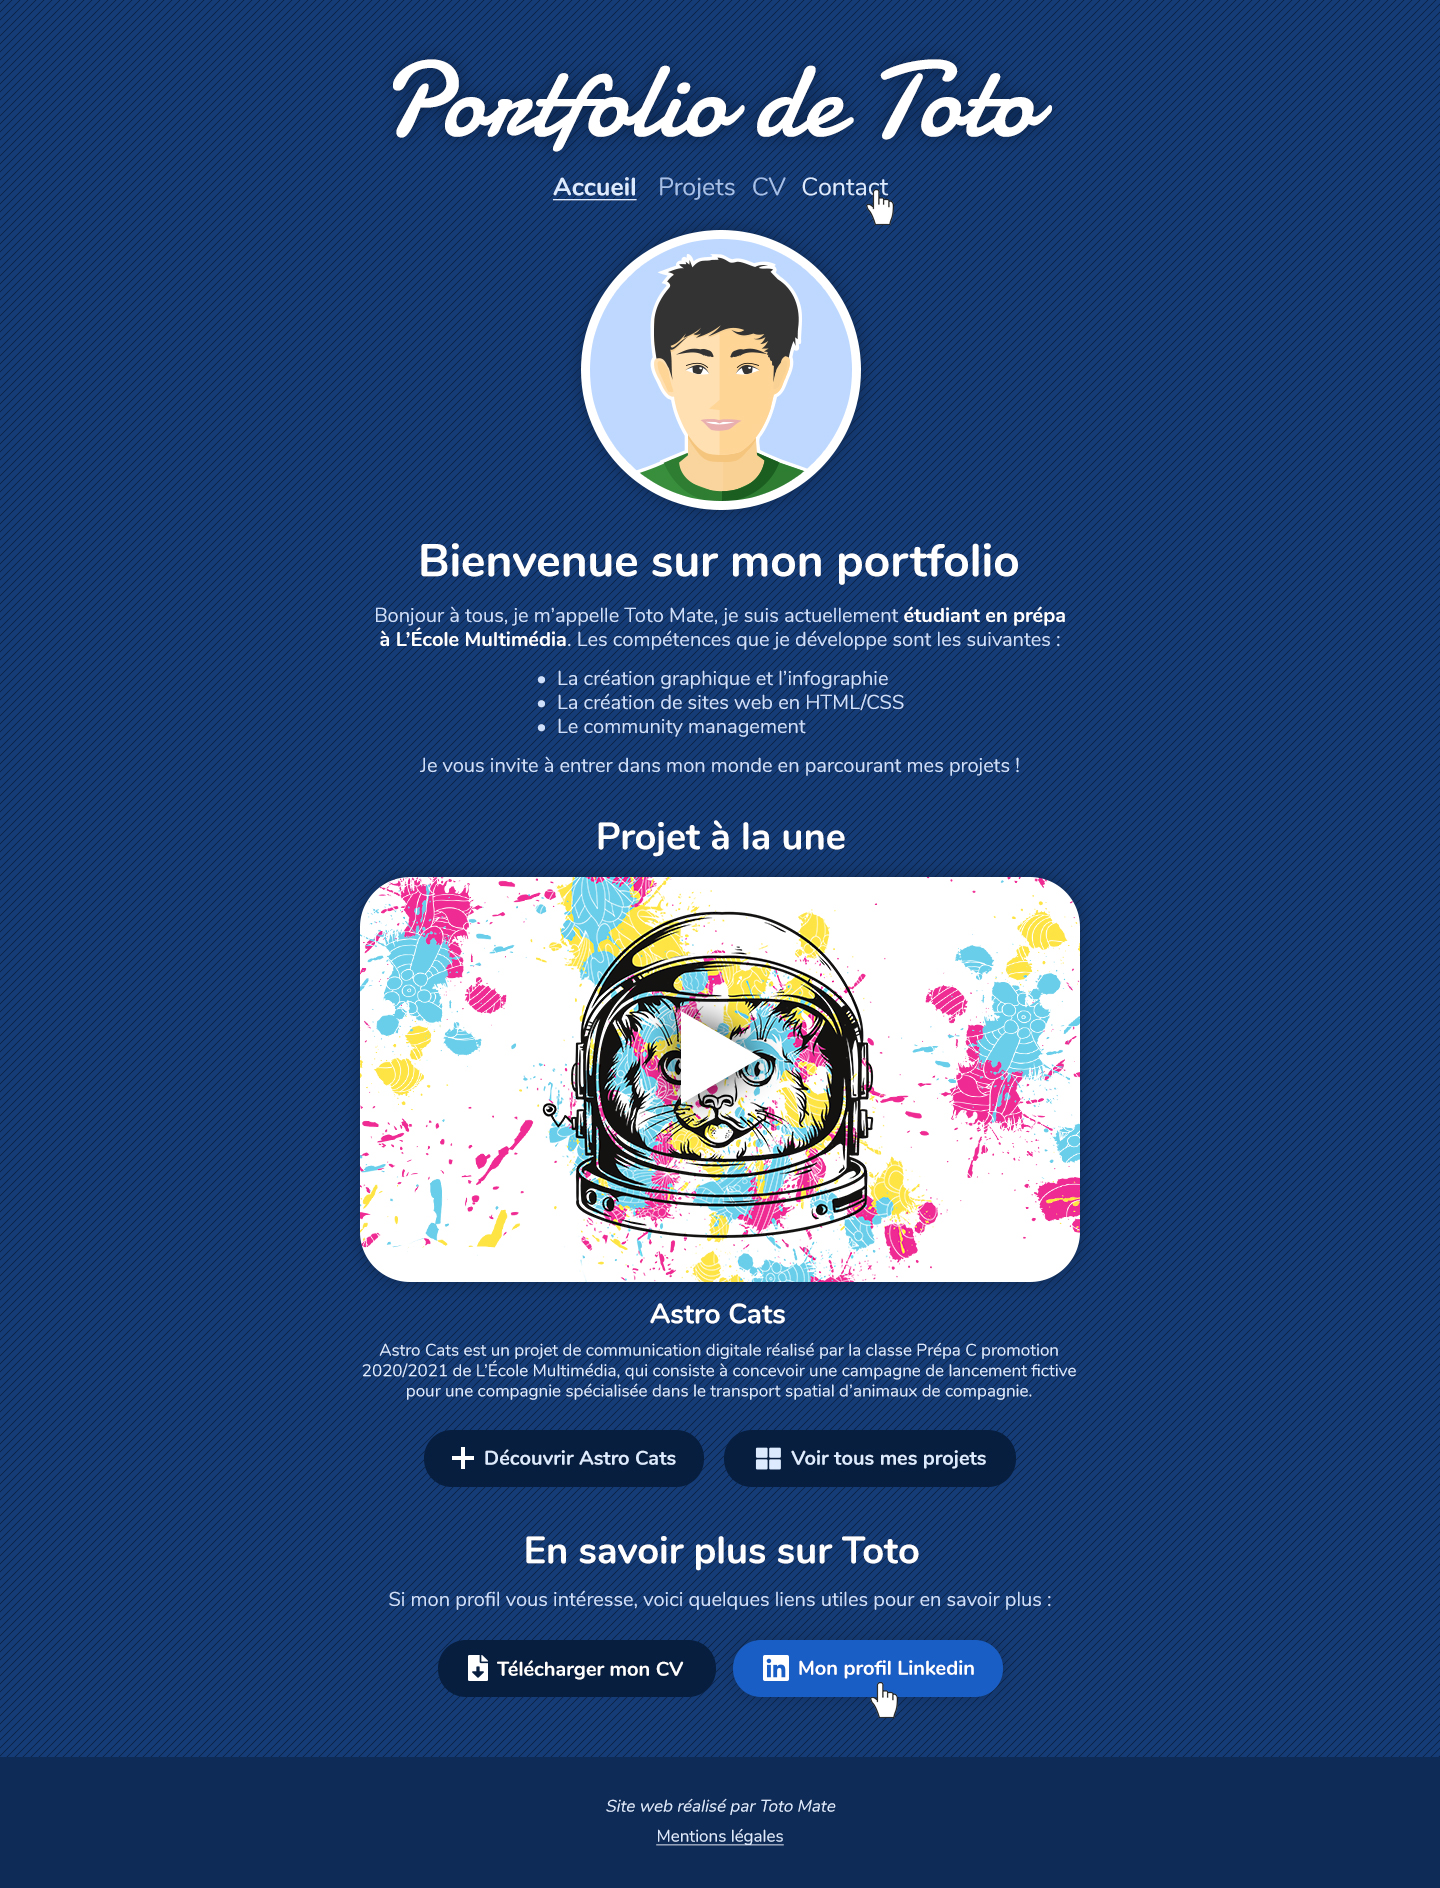 Portfolio de Toto
Accueil Projets CV Contact
Bienvenue sur mon portfolio
Bonjour à tous, je m’appelle Toto Mate, je suis actuellement étudiant en prépa
à L’École Multimédia. Les compétences que je développe sont les suivantes :
• La création graphique et l’infographie
• La création de sites web en HTML/CSS
• Le community management
Je vous invite à entrer dans mon monde en parcourant mes projets !
Projet à la une
Astro Cats
Astro Cats est un projet de communication digitale réalisé par la classe Prépa C promotion
2020/2021 de L’École Multimédia, qui consiste à concevoir une campagne de lancement fictive
pour une compagnie spécialisée dans le transport spatial d’animaux de compagnie.
Découvrir Astro Cats
Voir tous mes projets
En savoir plus sur Toto
Si mon profil vous intéresse, voici quelques liens utiles pour en savoir plus :
Télécharger mon CV
in Mon profil Linkedin
Site web réalisé par Toto Mate
Mentions légales